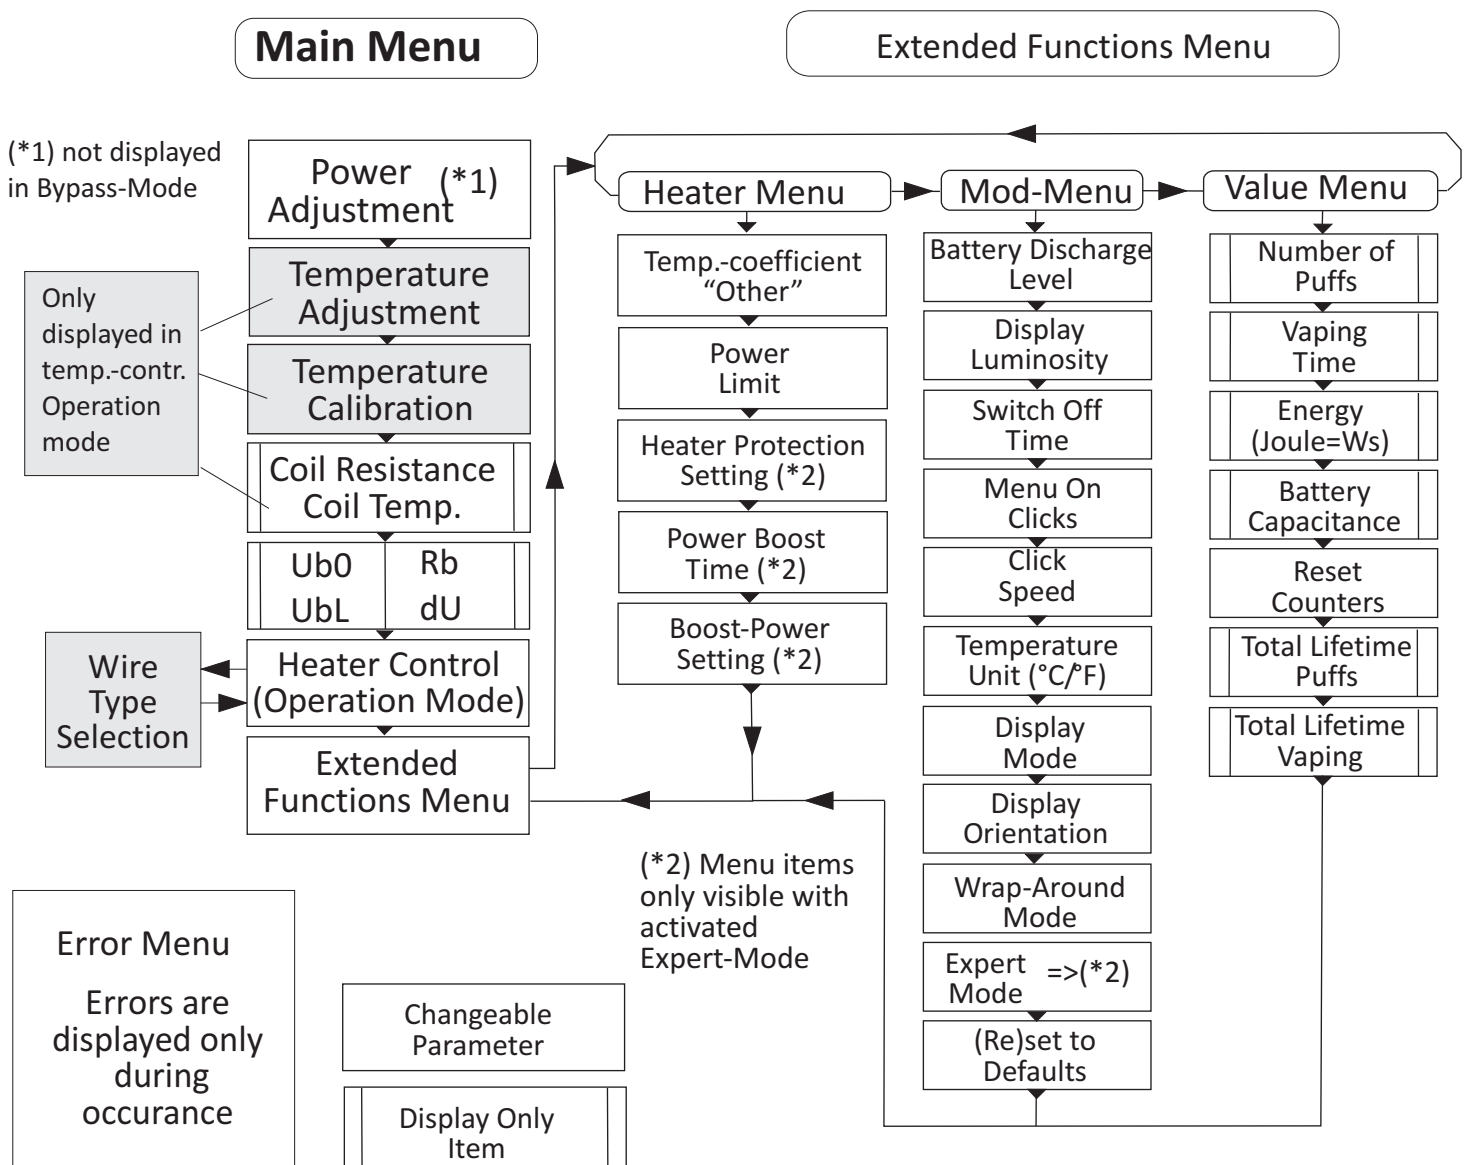 Main Menu
Extended Functions Menu
(*1) not displayed
in Bypass-Mode
Power
Adjustment (*1)
Temperature
Adjustment
Temperature
Calibration
Only
displayed in
temp.-contr.
Operation
mode
Coil Resistance
Coil Temp.
Ub0 Rb
UbL dU
Wire
Type
Selection
Heater Control
(Operation Mode)
Extended
Functions Menu
Heater Menu
Temp.-coefficient
“Other”
Power
Limit
Heater Protection
Setting (*2)
Power Boost
Time (*2)
Boost-Power
Setting (*2)
Mod-Menu
Battery Discharge
Level
Display
Luminosity
Switch Off
Time
Menu On
Clicks
Click
Speed
Temperature
Unit (°C/°F)
Display
Mode
Display
Orientation
Wrap-Around
Mode
Expert
Mode =>(*2)
(Re)set to
Defaults
Value Menu
Number of
Puffs
Vaping
Time
Energy
(Joule=Ws)
Battery
Capacitance
Reset
Counters
Total Lifetime
Puffs
Total Lifetime
Vaping
(*2) Menu items
only visible with
activated
Expert-Mode
Error Menu
Errors are
displayed only
during
occurance
Changeable
Parameter
Display Only
Item